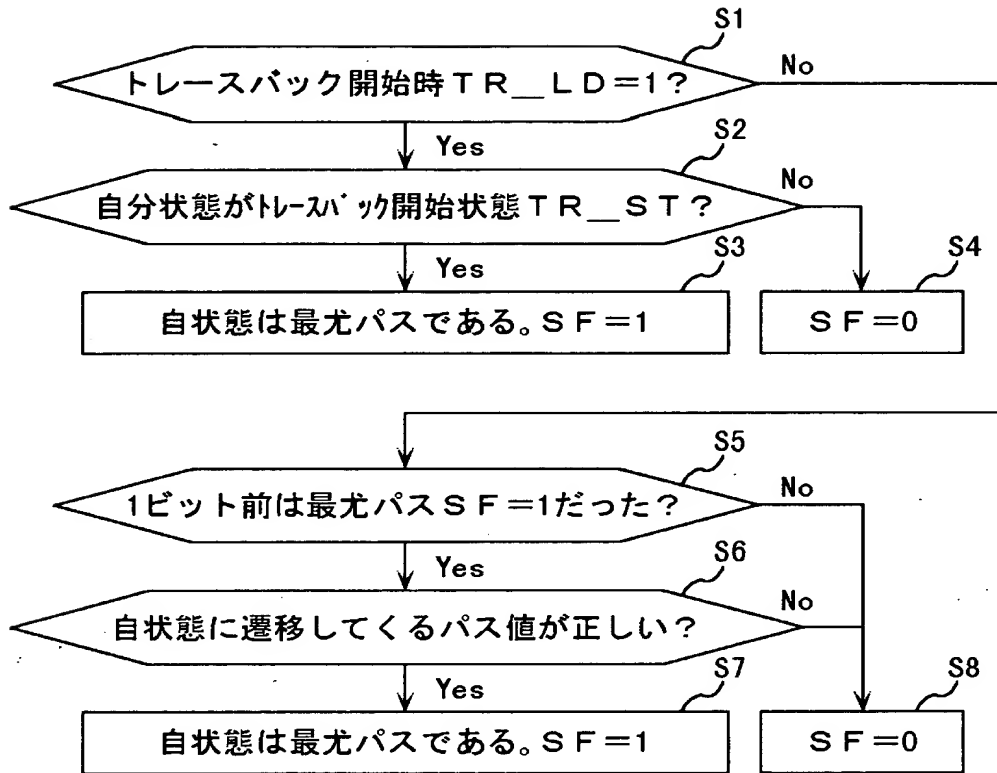 S1
トレースバック開始時TR_LD=1?
No
Yes
S2
自分状態がﾄﾚｰｽﾊﾞｯｸ開始状態TR_ST?
No
Yes
S3
自状態は最尤パスである。SF=1
S4
SF=0
S5
1ビット前は最尤パスSF=1だった?
No
Yes
S6
自状態に遷移してくるパス値が正しい?
No
Yes
S7
自状態は最尤パスである。SF=1
S8
SF=0